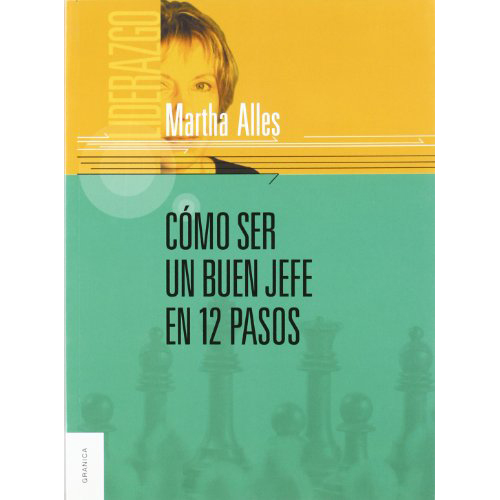 LIDERAZGO
Martha Alles
CÓMO SER
UN BUEN JEFE
EN 12 PASOS
GRANICA